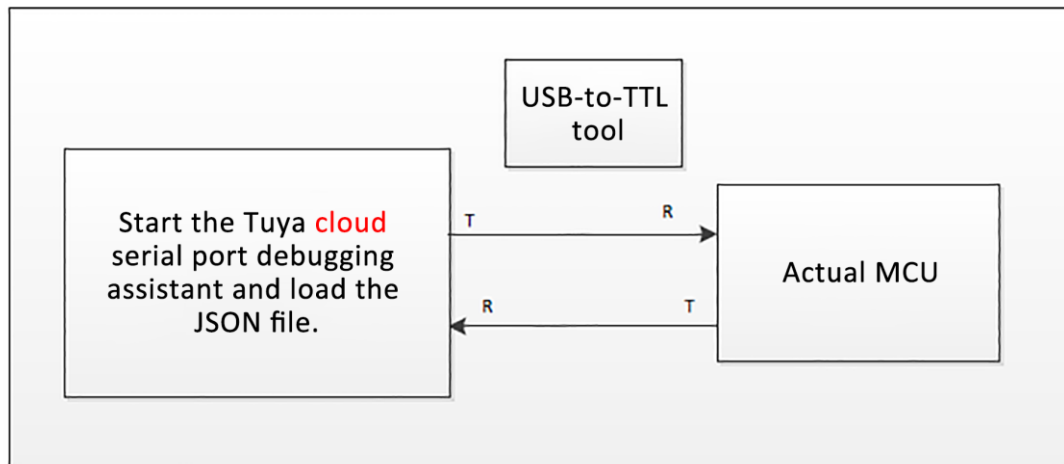 USB-to-TTL
tool
Start the Tuya cloud
serial port debugging
assistant and load the
JSON file.
T
R
Actual MCU
R
T